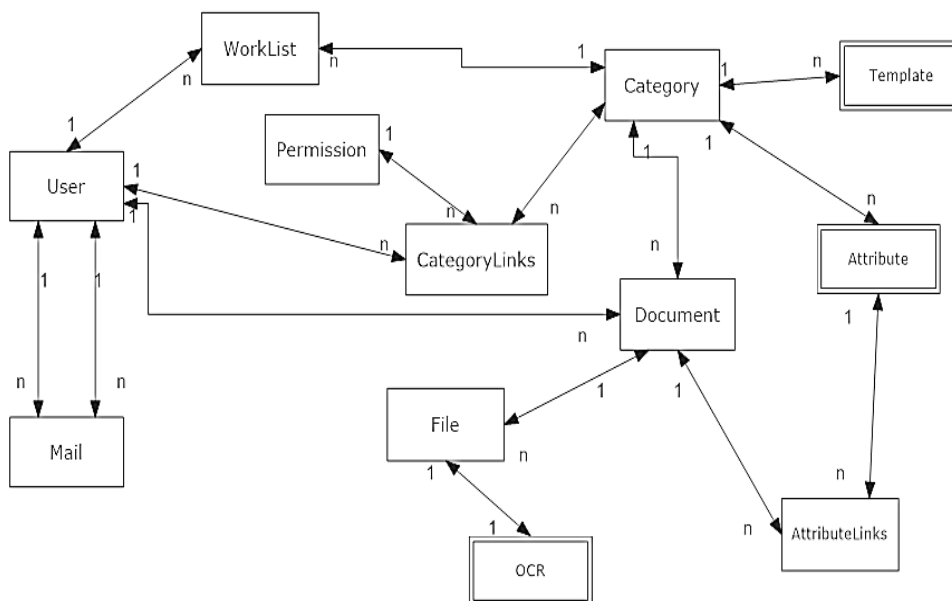 WorkList
n
n
1
Category
1
n
Template
1
n
1
Permission
1
1
User
1
1
n
n
n
n
CategoryLinks
n
Attribute
1
1
n
Document
1
n
1
1
n
n
File
n
Mail
1
n
n
1
OCR
AttributeLinks